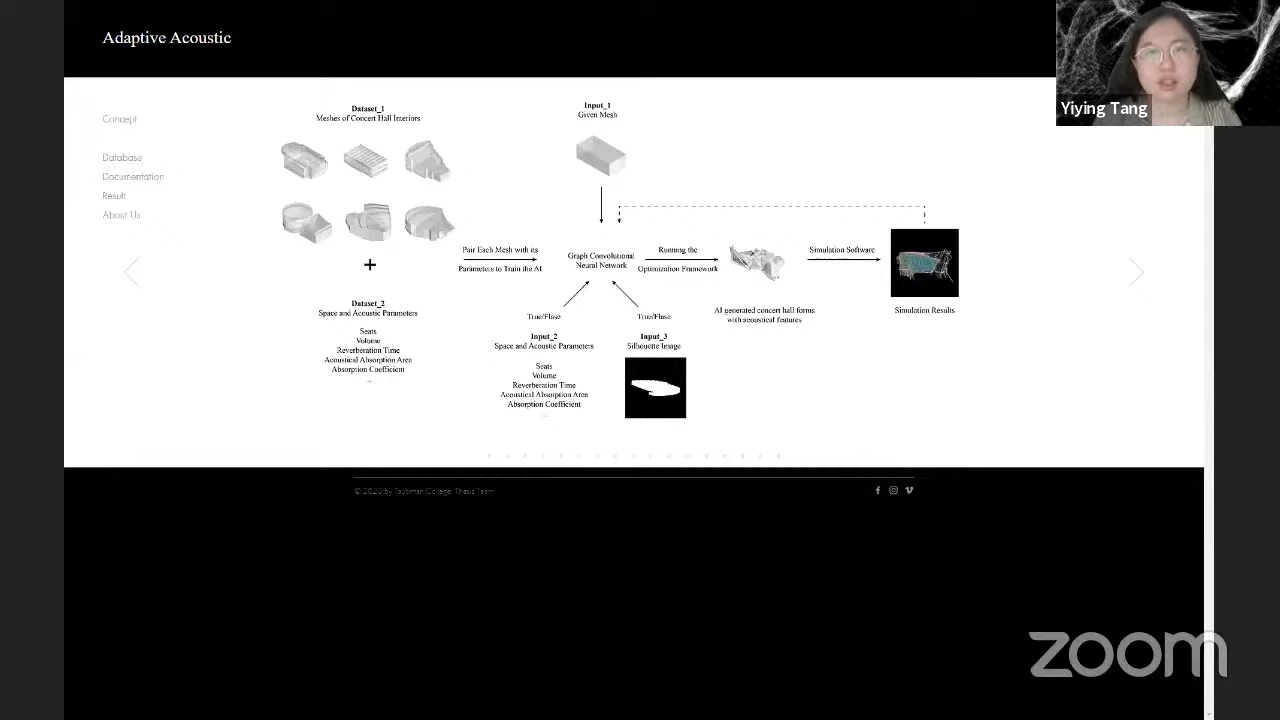 Adaptive Acoustic
Yiying Tang
Concept
Database
Documentation
Result
About Us
Dataset_1
Meshes of Concert Hall Interiors
+
Dataset_2
Space and Acoustic Parameters
Seats
Volume
Reverberation Time
Acoustical Absorption Area
Absorption Coefficient
...
Pair Each Mesh with its
Parameters to Train the AI
Input_1
Given Mesh
Graph Convolutional
Neural Network
True/Flase
Input_2
Space and Acoustic Parameters
Seats
Volume
Reverberation Time
Acoustical Absorption Area
Absorption Coefficient
...
True/Flase
Input_3
Silhouette Image
Running the
Optimization Framework
AI generated concert hall forms
with acoustical features
Simulation Software
Simulation Results
© 2020 by Taubman College, Thesis Team
zoom